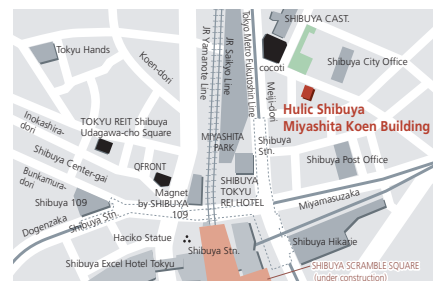 SHIBUYA CAST.
Tokyu Hands
Koen-dori
JR Yamanote Line
JR Saikyo Line
Tokyo Metro Fukutoshin Line
cocoti
Shibuya City Office
Meiji-dori
Hulic Shibuya
Miyashita Koen Building
Inokashira-
dori
TOKYU REIT Shibuya
Udagawa-cho Square
MIYASHITA
PARK
Shibuya
Stn.
Shibuya Center-gai
QFRONT
Shibuya Post Office
Bunkamura-
dori
Magnet
by SHIBUYA
109
SHIBUYA
TOKYU
REI HOTEL
Shibuya 109
Miyamasuzaka
Dogenzaka
Shibuya Stn.
Haciko Statue
Shibuya Stn.
Shibuya Hikarie
Shibuya Excel Hotel Tokyu
SHIBUYA SCRAMBLE SQUARE
(under construction)